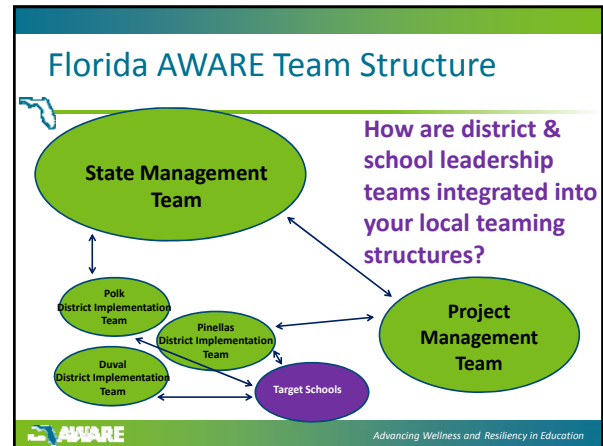 Florida AWARE Team Structure
How are district &
school leadership
teams integrated into
your local teaming
structures?
State Management
Team
Polk
District Implementation
Team
Pinellas
District Implementation
Team
Duval
District Implementation
Team
Target Schools
Project
Management
Team
AWARE
Advancing Wellness and Resiliency in Education